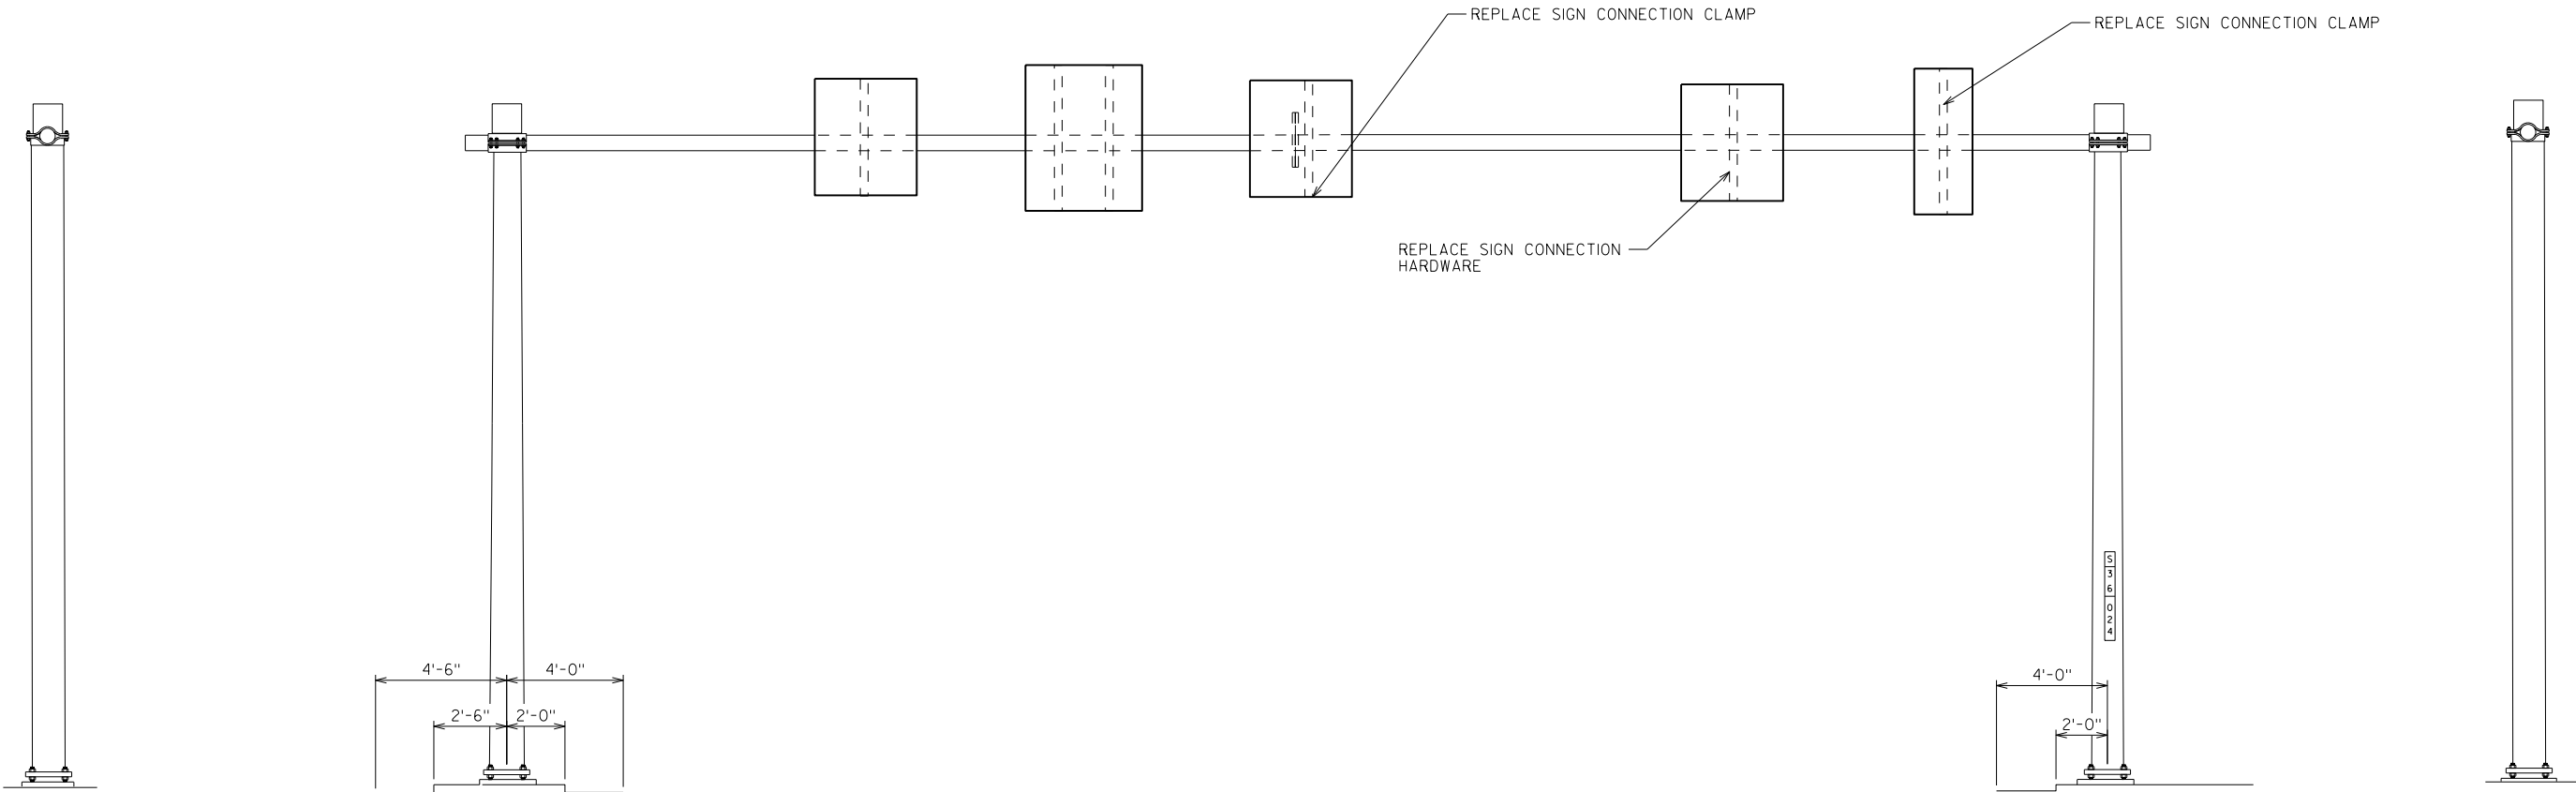 REPLACE SIGN CONNECTION CLAMP
REPLACE SIGN CONNECTION CLAMP
REPLACE SIGN CONNECTION
HARDWARE
S
3
6
0
2
4
4'-6"
4'-0"
2'-6"
2'-0"
4'-0"
2'-0"